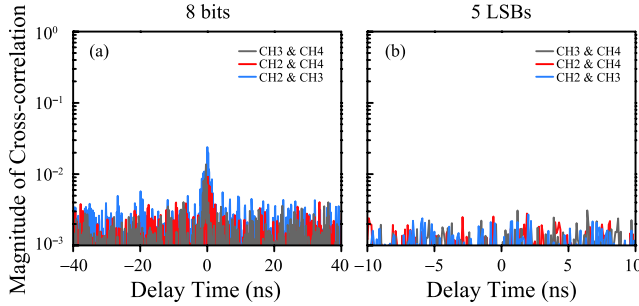 8 bits
5 LSBs
Magnitude of Cross-correlation
10⁰
10⁻¹
10⁻²
10⁻³
(a)
CH3 & CH4
CH2 & CH4
CH2 & CH3
(b)
CH3 & CH4
CH2 & CH4
CH2 & CH3
−40 −20 0 20 40
−10 −5 0 5 10
Delay Time (ns)
Delay Time (ns)